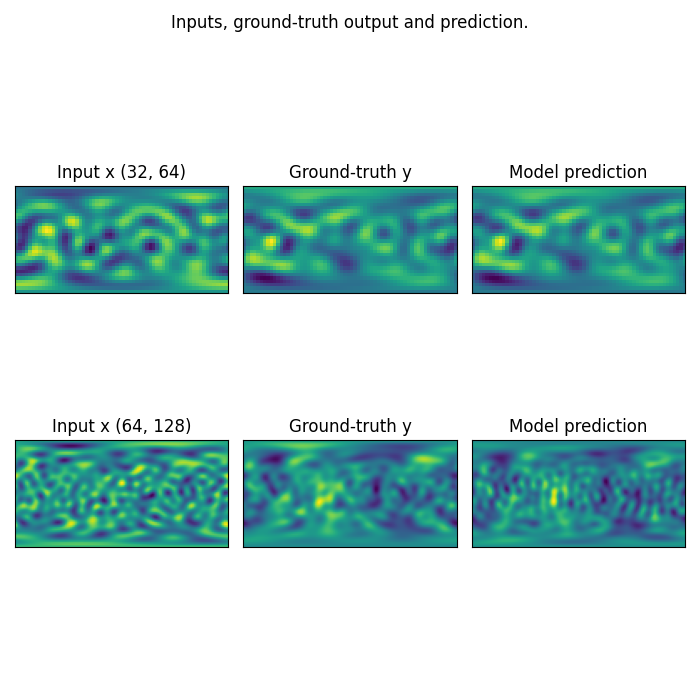 Inputs, ground-truth output and prediction.
Input x (32, 64)
Ground-truth y
Model prediction
Input x (64, 128)
Ground-truth y
Model prediction